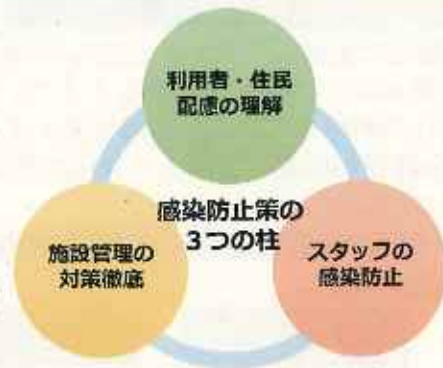 利用者・住民
配慮の理解
感染防止策の
3つの柱
施設管理の
対策徹底
スタッフの
感染防止